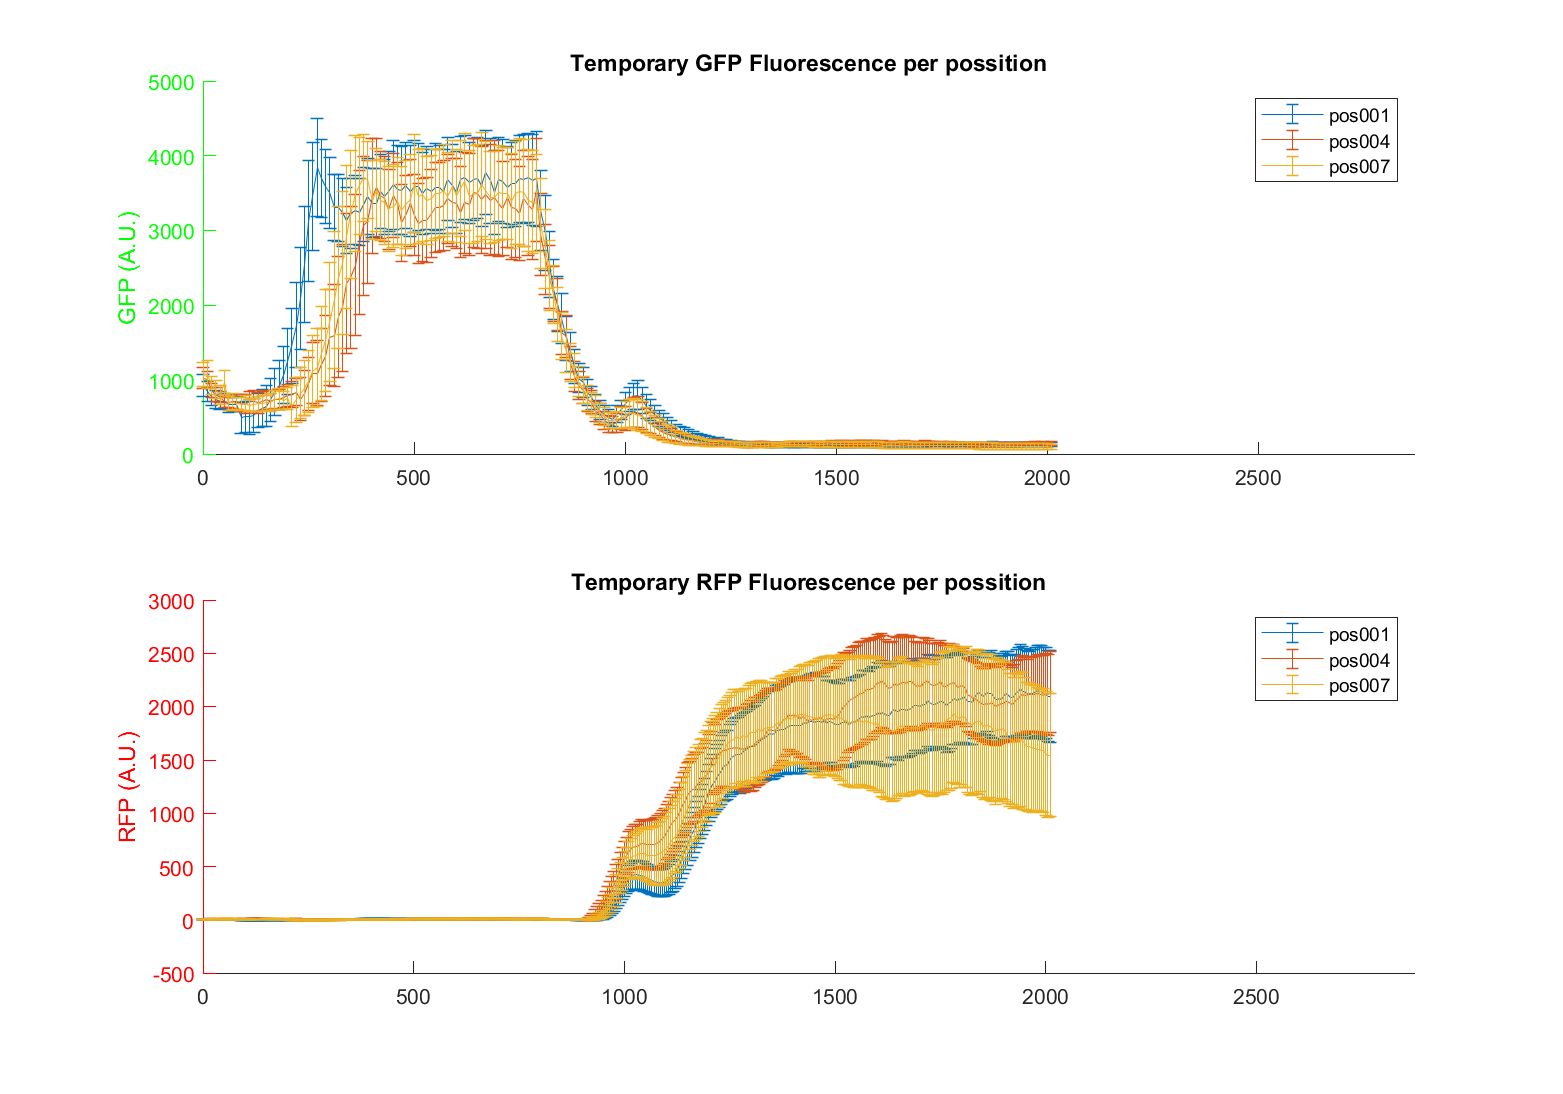 Temporary GFP Fluorescence per possition
5000
4000
3000
2000
1000
0
GFP (A.U.)
0 500 1000 1500 2000 2500
pos001
pos004
pos007
Temporary RFP Fluorescence per possition
3000
2500
2000
1500
1000
500
0
-500
RFP (A.U.)
0 500 1000 1500 2000 2500
pos001
pos004
pos007